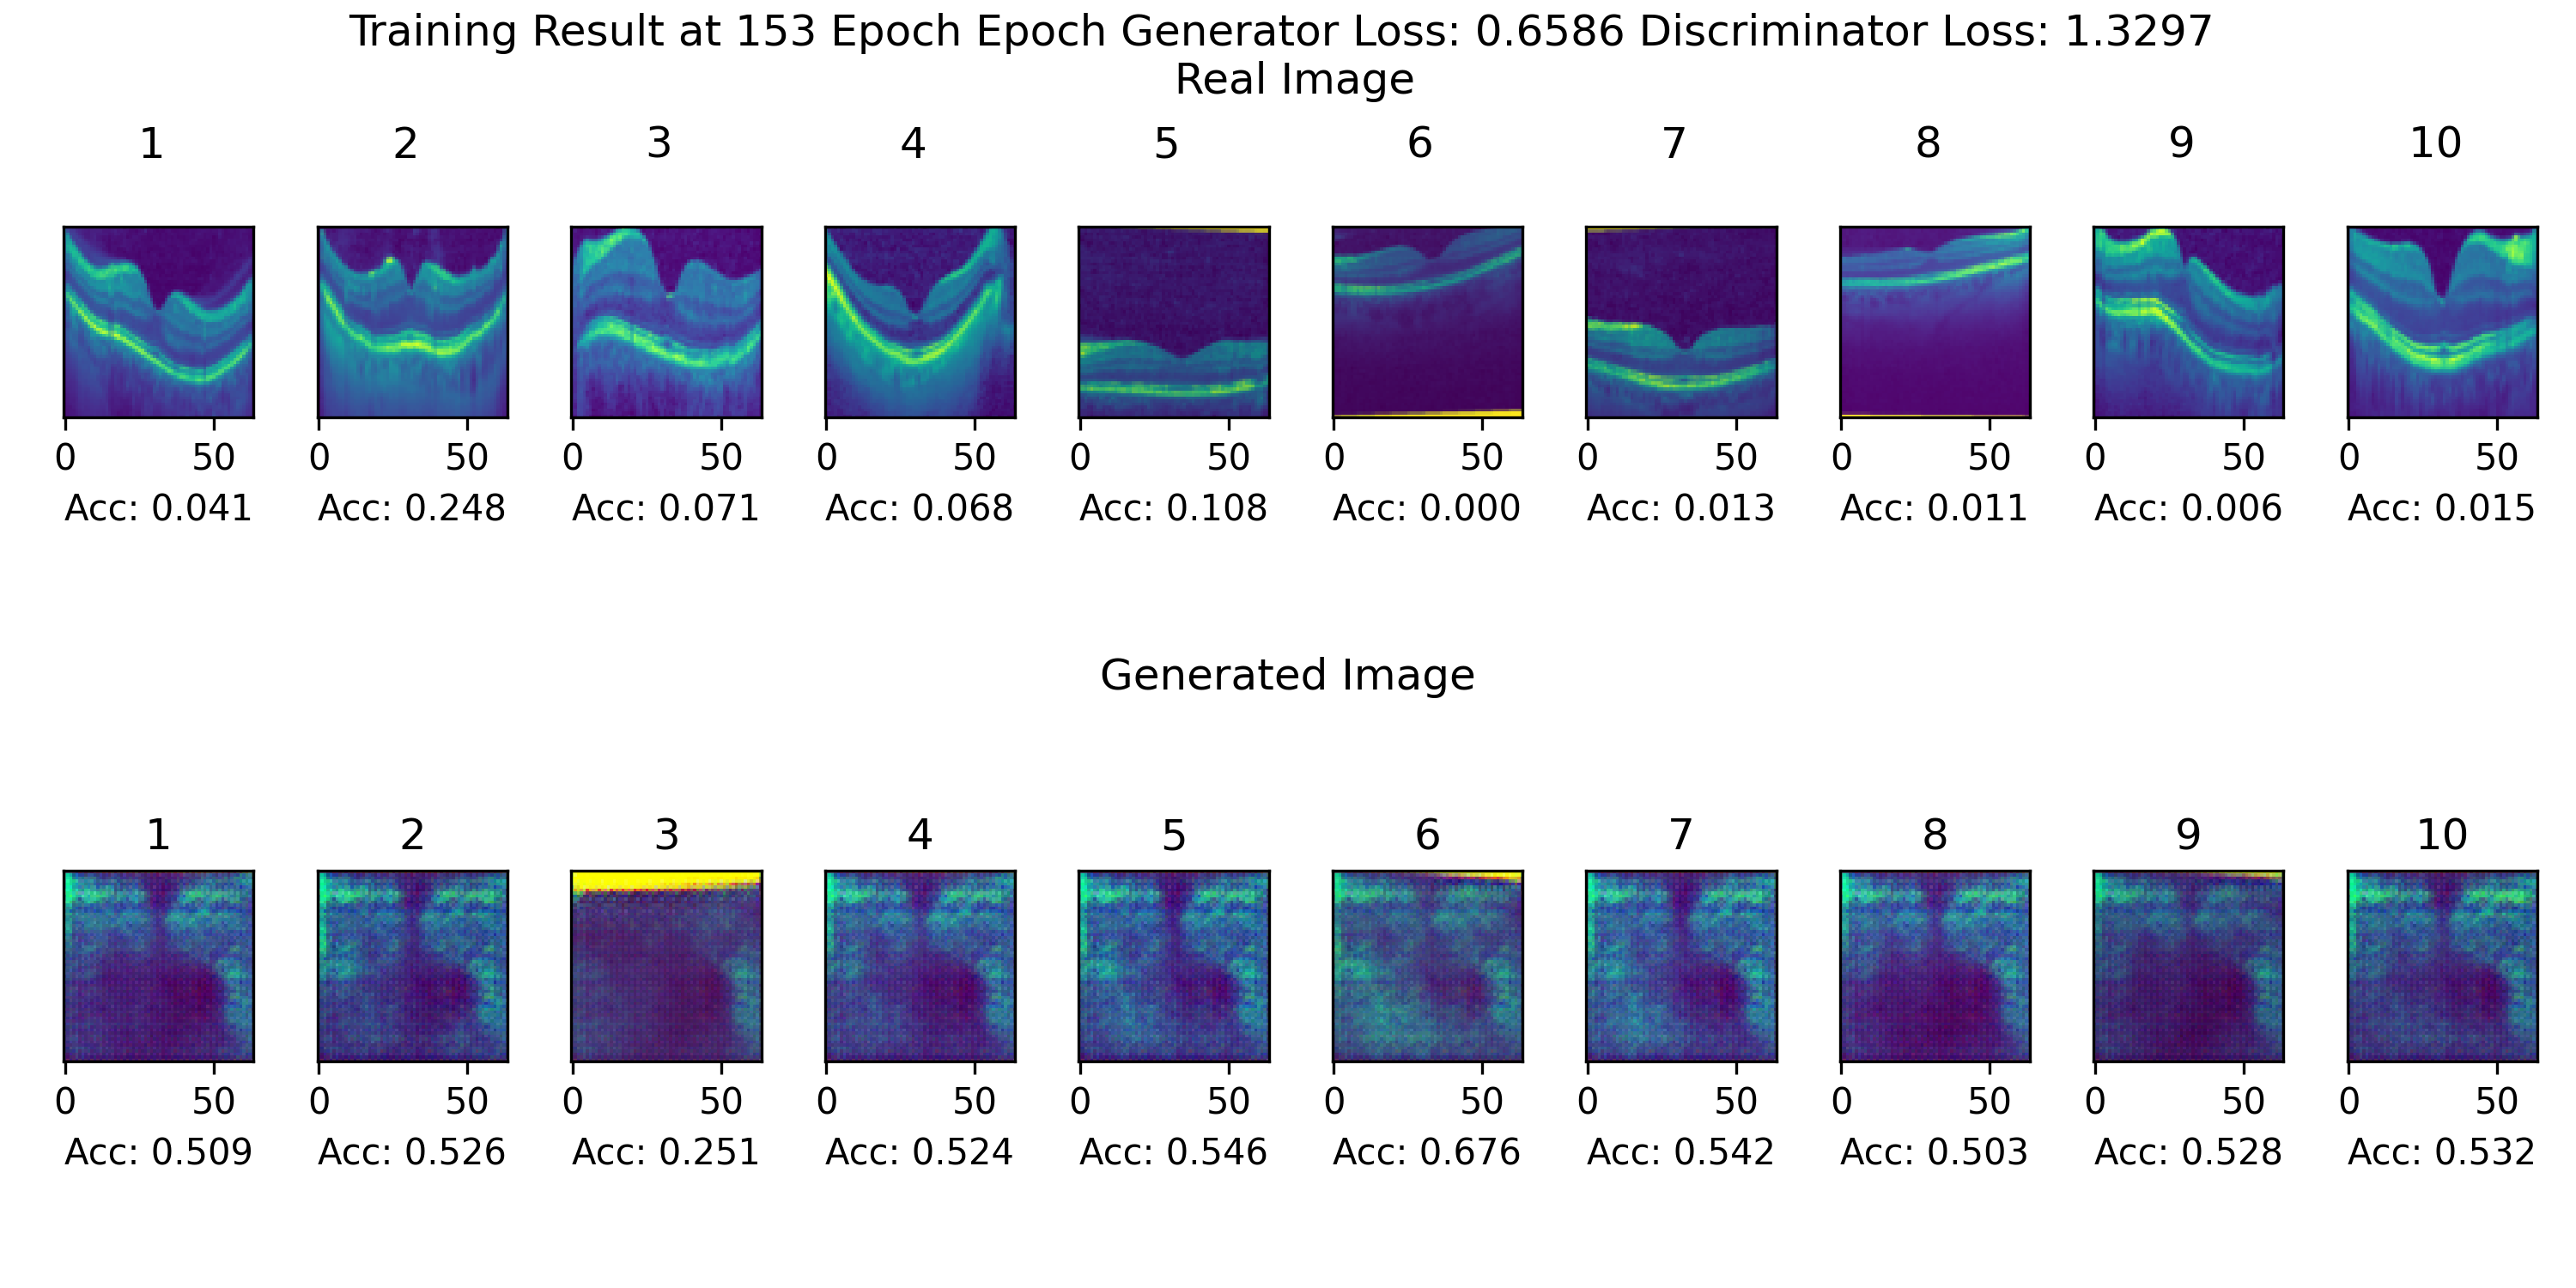 Training Result at 153 Epoch Epoch Generator Loss: 0.6586 Discriminator Loss: 1.3297
Real Image
1 2 3 4 5 6 7 8 9 10
0 50 0 50 0 50 0 50 0 50 0 50 0 50 0 50 0 50 0 50
Acc: 0.041 Acc: 0.248 Acc: 0.071 Acc: 0.068 Acc: 0.108 Acc: 0.000 Acc: 0.013 Acc: 0.011 Acc: 0.006 Acc: 0.015
Generated Image
1 2 3 4 5 6 7 8 9 10
0 50 0 50 0 50 0 50 0 50 0 50 0 50 0 50 0 50 0 50
Acc: 0.509 Acc: 0.526 Acc: 0.251 Acc: 0.524 Acc: 0.546 Acc: 0.676 Acc: 0.542 Acc: 0.503 Acc: 0.528 Acc: 0.532